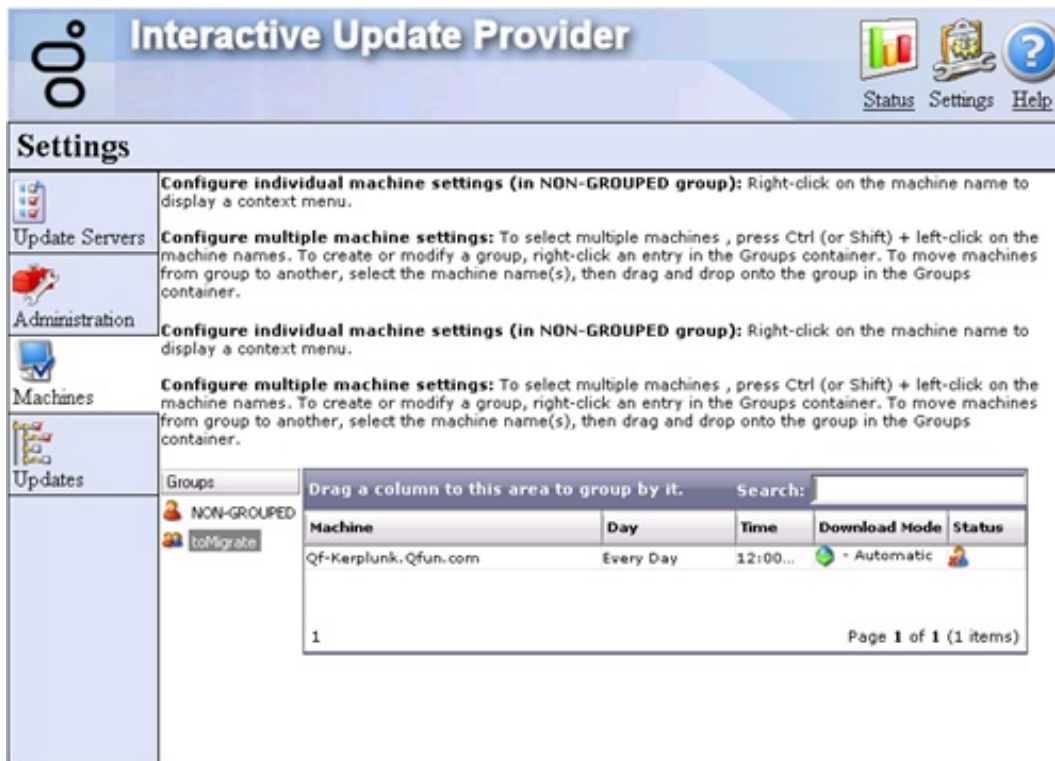 Interactive Update Provider
Status Settings Help
Settings
Update Servers
Administration
Machines
Updates
Configure individual machine settings (in NON-GROUPED group): Right-click on the machine name to
display a context menu.
Configure multiple machine settings: To select multiple machines , press Ctrl (or Shift) + left-click on the
machine names. To create or modify a group, right-click an entry in the Groups container. To move machines
from group to another, select the machine name(s), then drag and drop onto the group in the Groups
container.
Configure individual machine settings (in NON-GROUPED group): Right-click on the machine name to
display a context menu.
Configure multiple machine settings: To select multiple machines , press Ctrl (or Shift) + left-click on the
machine names. To create or modify a group, right-click an entry in the Groups container. To move machines
from group to another, select the machine name(s), then drag and drop onto the group in the Groups
container.
Groups
NON-GROUPED
toMigrate
Drag a column to this area to group by it. Search:
Machine Day Time Download Mode Status
Qf-Kerplunk.Qfun.com Every Day 12:00... - Automatic
1 Page 1 of 1 (1 items)